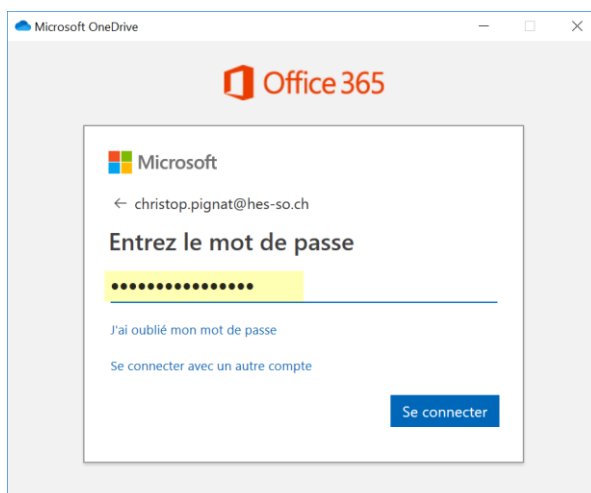 Microsoft OneDrive
Office 365
Microsoft
christop.pignat@hes-so.ch
Entrez le mot de passe
••••••••••••••••
J'ai oublié mon mot de passe
Se connecter avec un autre compte
Se connecter